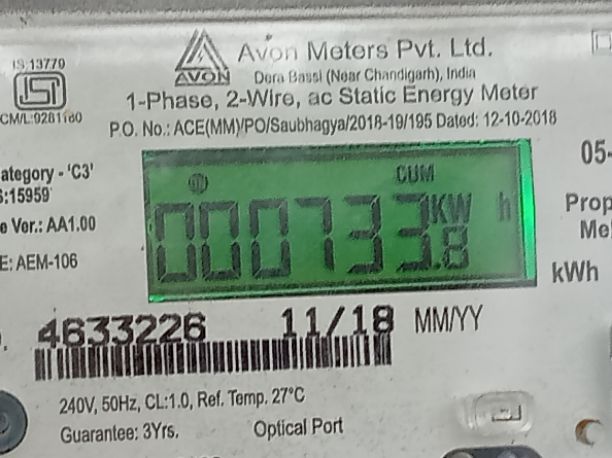 IS:13779
ISI
CM/L:9281180
AVON
Avon Meters Pvt. Ltd.
Dera Bassi (Near Chandigarh), India
1-Phase, 2-Wire, ac Static Energy Meter
P.O. No.: ACE(MM)/PO/Saubhagya/2018-19/195 Dated: 12-10-2018
ategory - 'C3'
:15959
e Ver.: AA1.00
E: AEM-106
CUM
000733.8 KW h
05-
Prop
Me
kWh
4633226 11/18 MM/YY
240V, 50Hz, CL:1.0, Ref. Temp. 27°C
Guarantee: 3Yrs. Optical Port